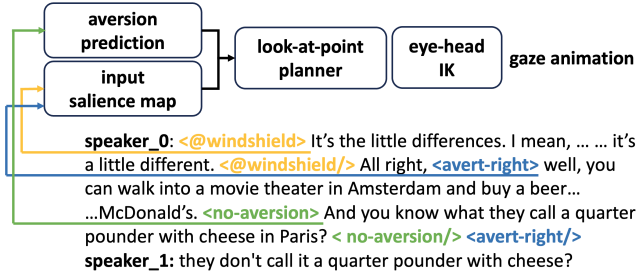 aversion
prediction
input
salience map
look-at-point
planner
eye-head
IK
gaze animation
speaker_0: <@windshield> It’s the little differences. I mean, … … it’s
a little different. <@windshield/> All right, <avert-right> well, you
can walk into a movie theater in Amsterdam and buy a beer…
…McDonald’s. <no-aversion> And you know what they call a quarter
pounder with cheese in Paris? < no-aversion/> <avert-right/>
speaker_1: they don't call it a quarter pounder with cheese?